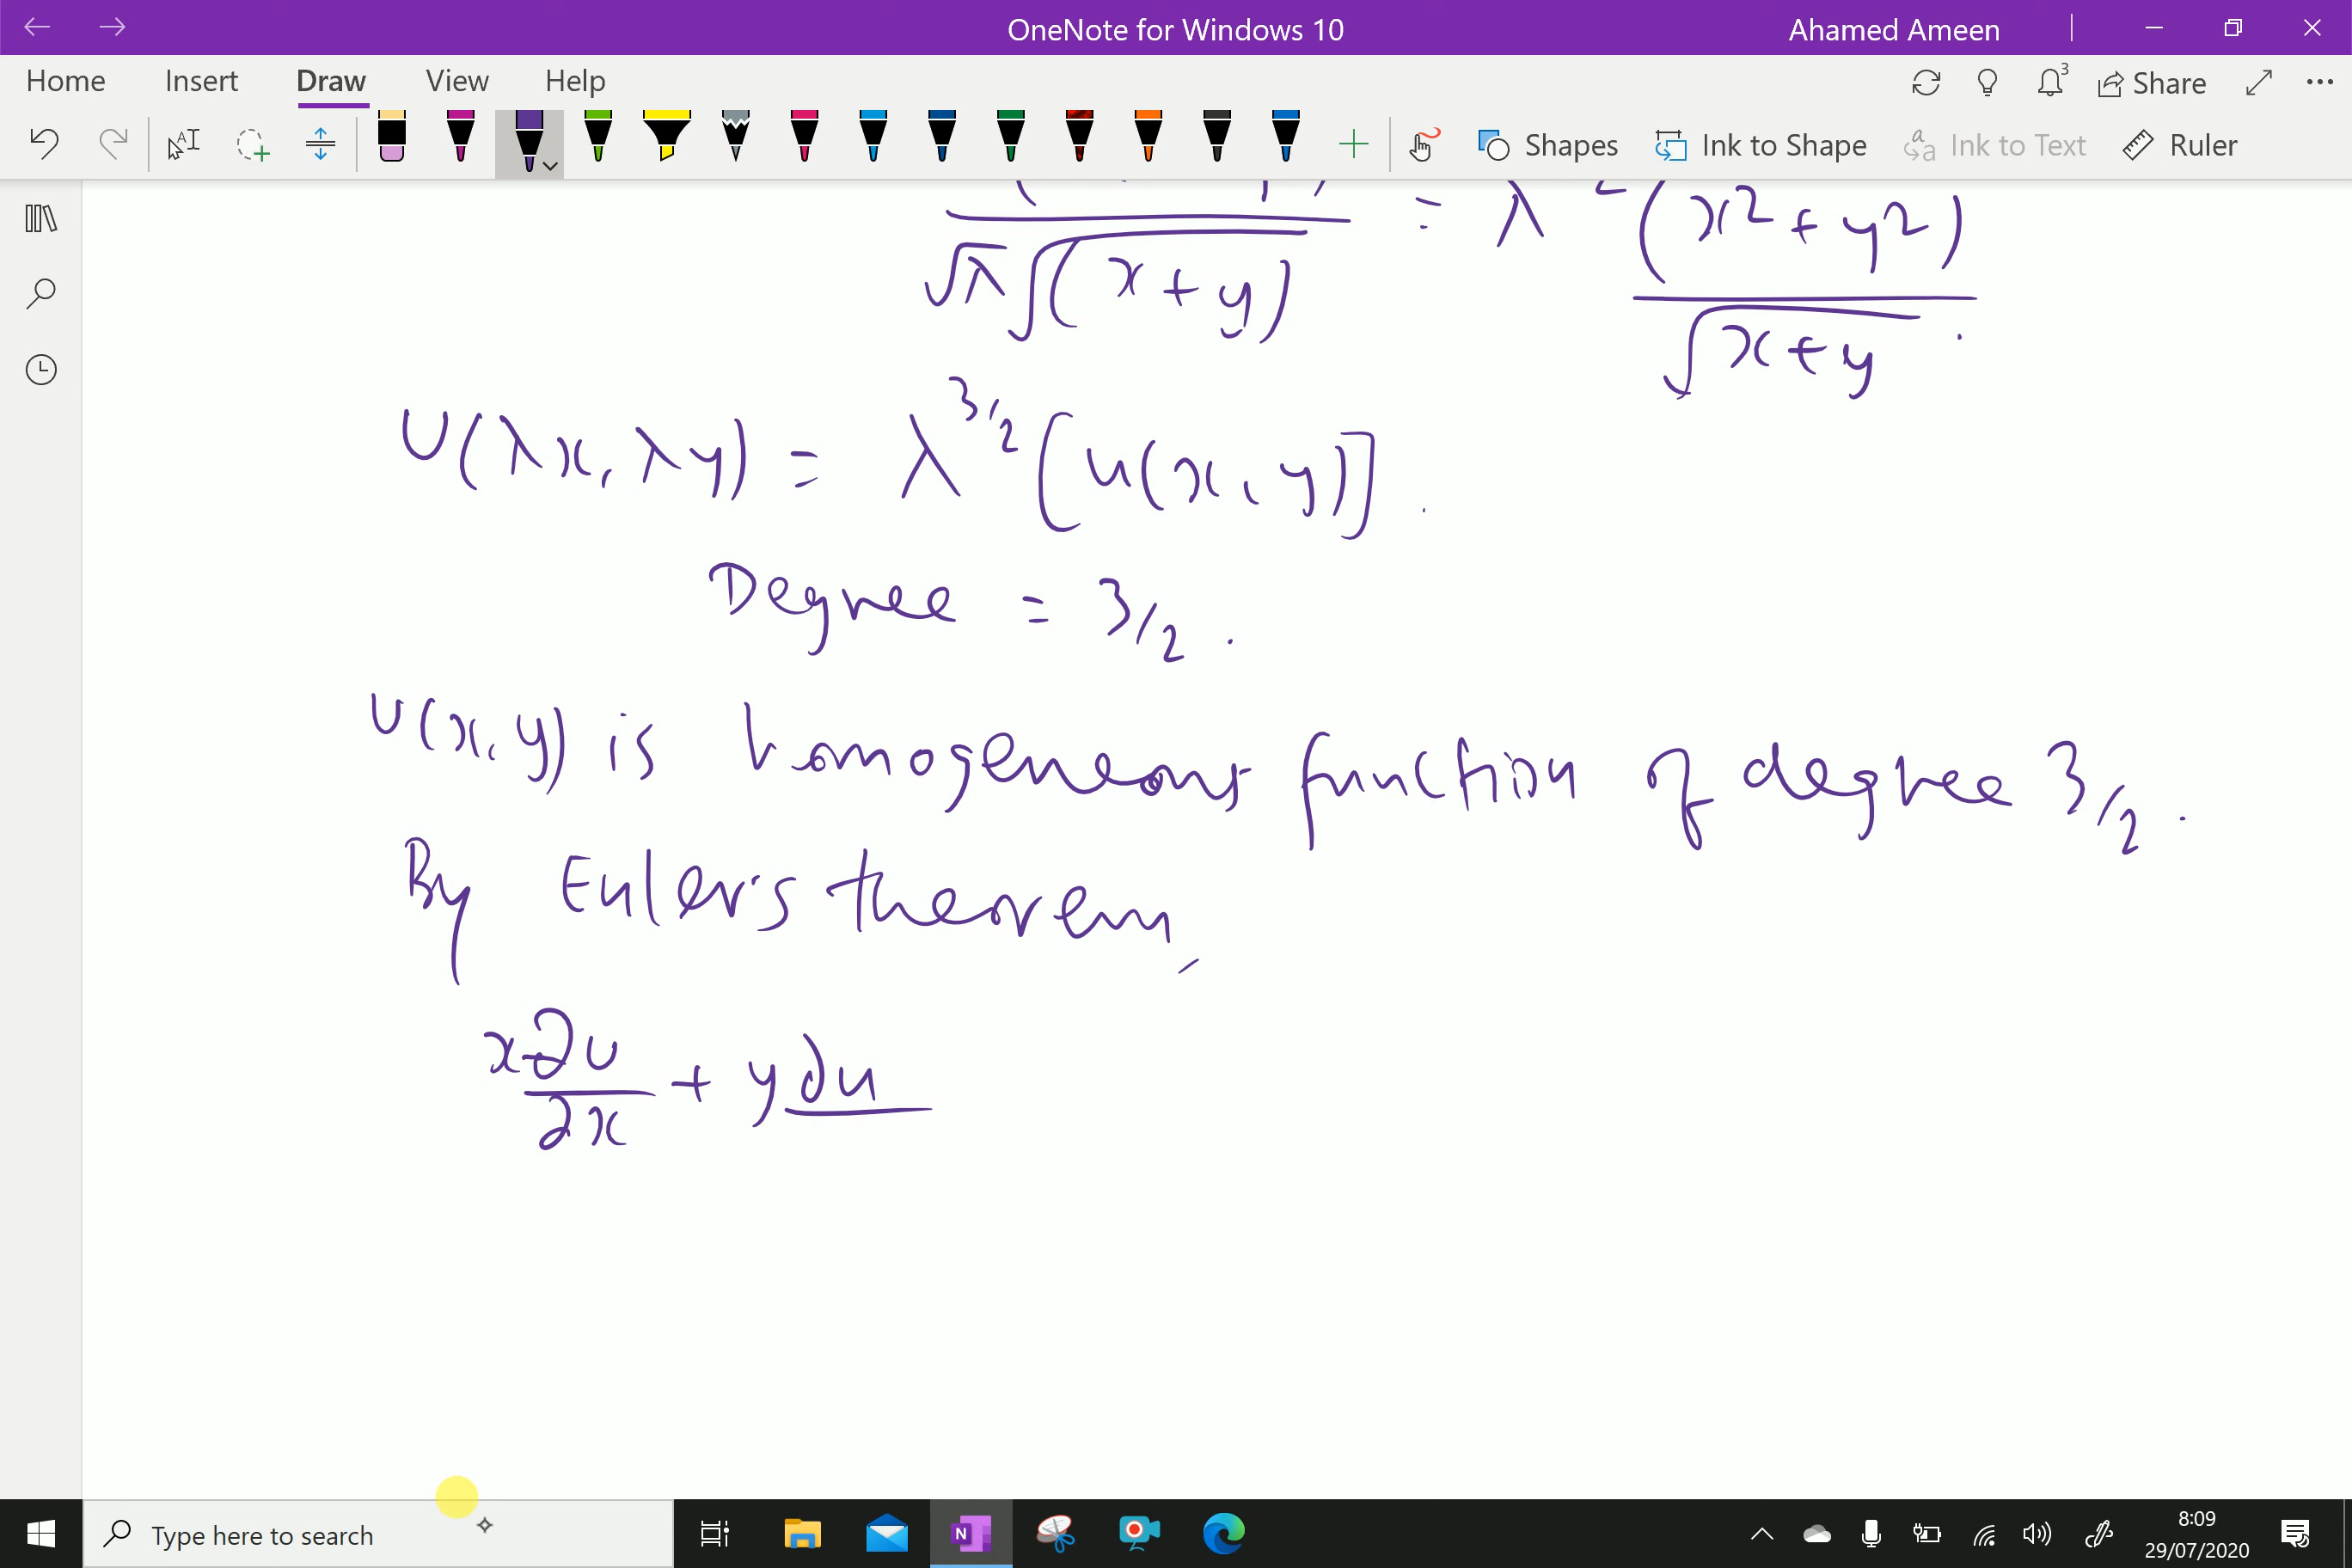 OneNote for Windows 10
Ahamed Ameen
Home Insert Draw View Help
3 Share
Shapes Ink to Shape Ink to Text Ruler
√λ √(x+y) = λ (x²+y²)
√x+y .
U(λx, λy) = λ^3/2 [u(x, y)] .
Degree = 3/2 .
U(x, y) is homogeneous function of degree 3/2 .
By Euler's theorem,
x∂u/∂x + y∂u
Type here to search
8:09
29/07/2020